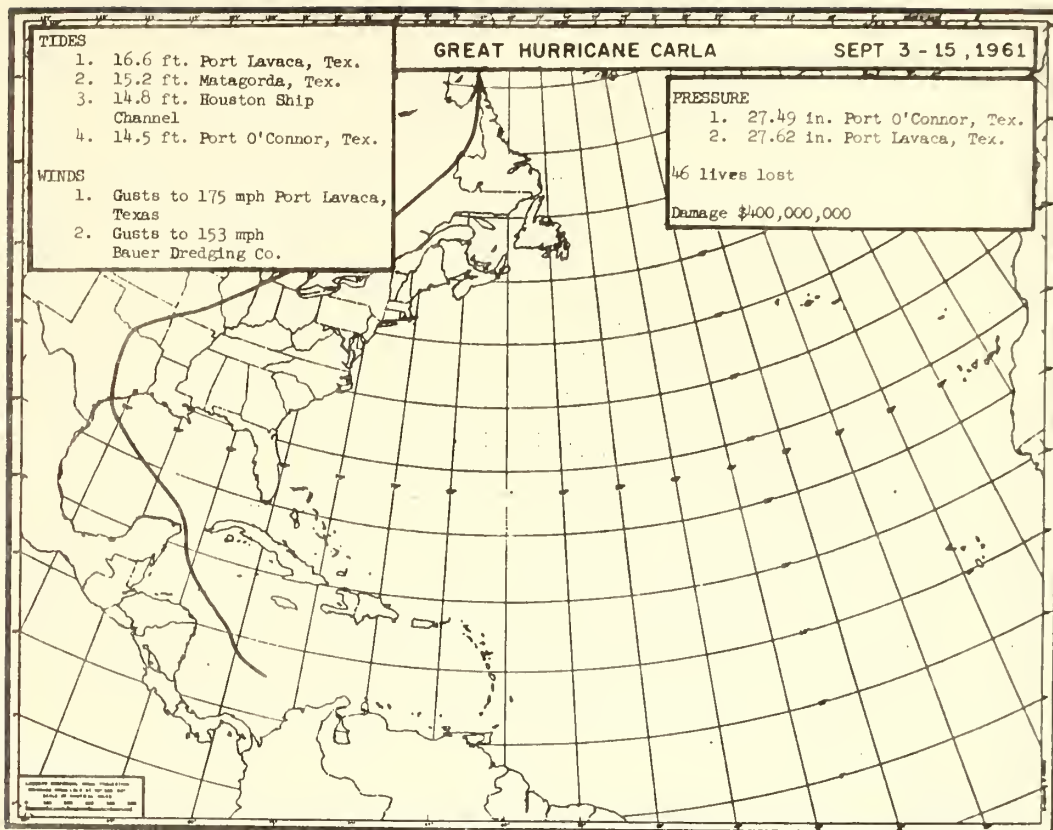 GREAT HURRICANE CARLA SEPT 3 - 15, 1961
TIDES
1. 16.6 ft. Port Lavaca, Tex.
2. 15.2 ft. Matagorda, Tex.
3. 14.8 ft. Houston Ship
Channel
4. 14.5 ft. Port O'Connor, Tex.
WINDS
1. Gusts to 175 mph Port Lavaca,
Texas
2. Gusts to 153 mph
Bauer Dredging Co.
PRESSURE
1. 27.49 in. Port O'Connor, Tex.
2. 27.62 in. Port Lavaca, Tex.
46 lives lost
Damage $400,000,000